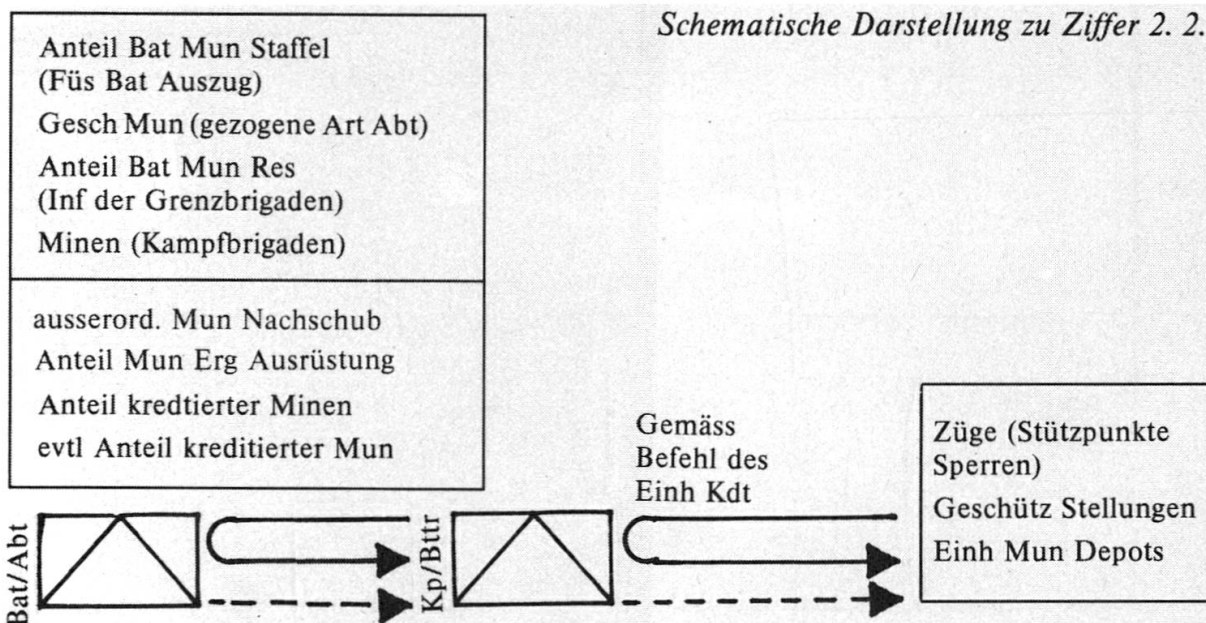 Schematische Darstellung zu Ziffer 2. 2.
Anteil Bat Mun Staffel
(Füs Bat Auszug)
Gesch Mun (gezogene Art Abt)
Anteil Bat Mun Res
(Inf der Grenzbrigaden)
Minen (Kampfbrigaden)
ausserord. Mun Nachschub
Anteil Mun Erg Ausrüstung
Anteil kredtierter Minen
evtl Anteil kreditierter Mun
Bat/Abt
Kp/Bttr
Gemäss
Befehl des
Einh Kdt
Züge (Stützpunkte
Sperren)
Geschütz Stellungen
Einh Mun Depots